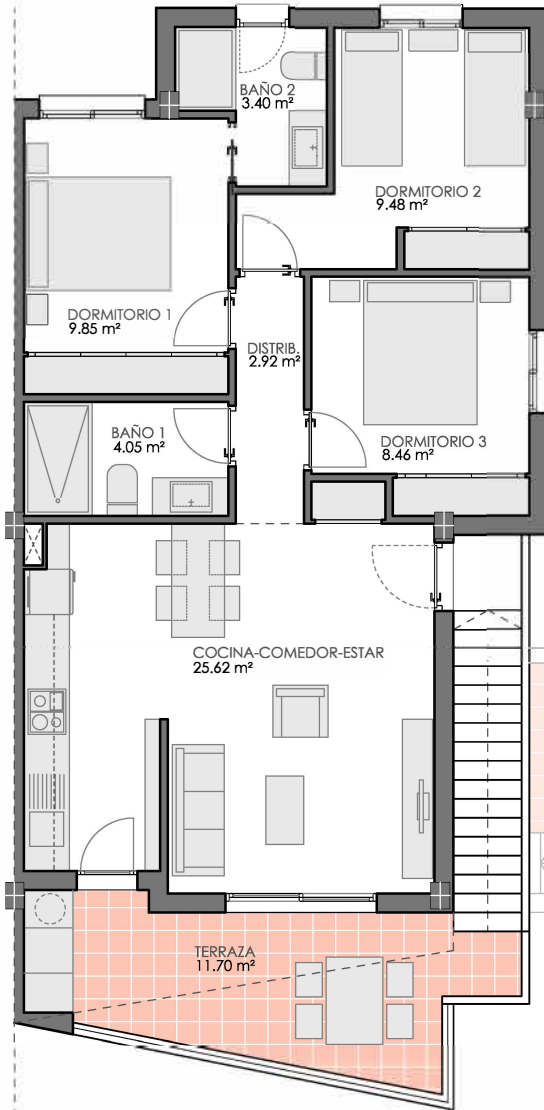 BAÑO 2
3.40 m²
DORMITORIO 2
9.48 m²
DORMITORIO 1
9.85 m²
DISTRIB.
2.92 m²
BAÑO 1
4.05 m²
DORMITORIO 3
8.46 m²
COCINA-COMEDOR-ESTAR
25.62 m²
TERRAZA
11.70 m²